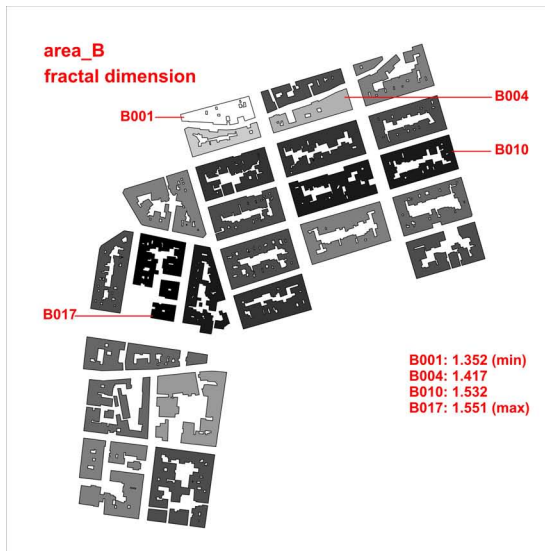 area_B
fractal dimension
B001
B004
B010
B017
B001: 1.352 (min)
B004: 1.417
B010: 1.532
B017: 1.551 (max)